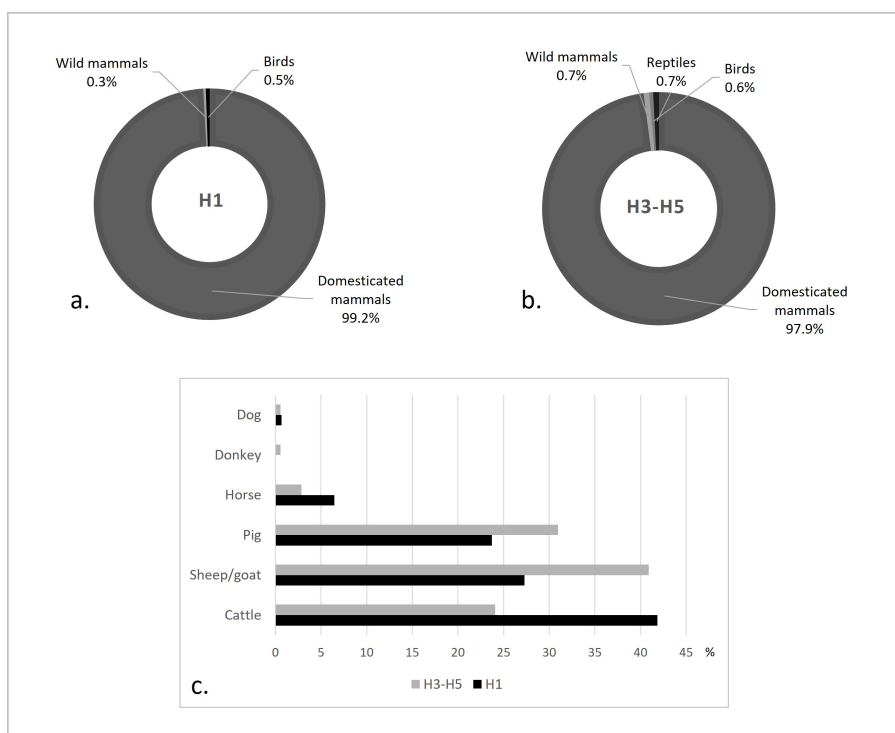 Wild mammals
0.3%
Birds
0.5%
H1
Domesticated
mammals
99.2%
a.
Wild mammals
0.7%
Reptiles
0.7%
Birds
0.6%
H3-H5
Domesticated
mammals
97.9%
b.
Dog
Donkey
Horse
Pig
Sheep/goat
Cattle
0 5 10 15 20 25 30 35 40 45 %
H3-H5 H1
c.